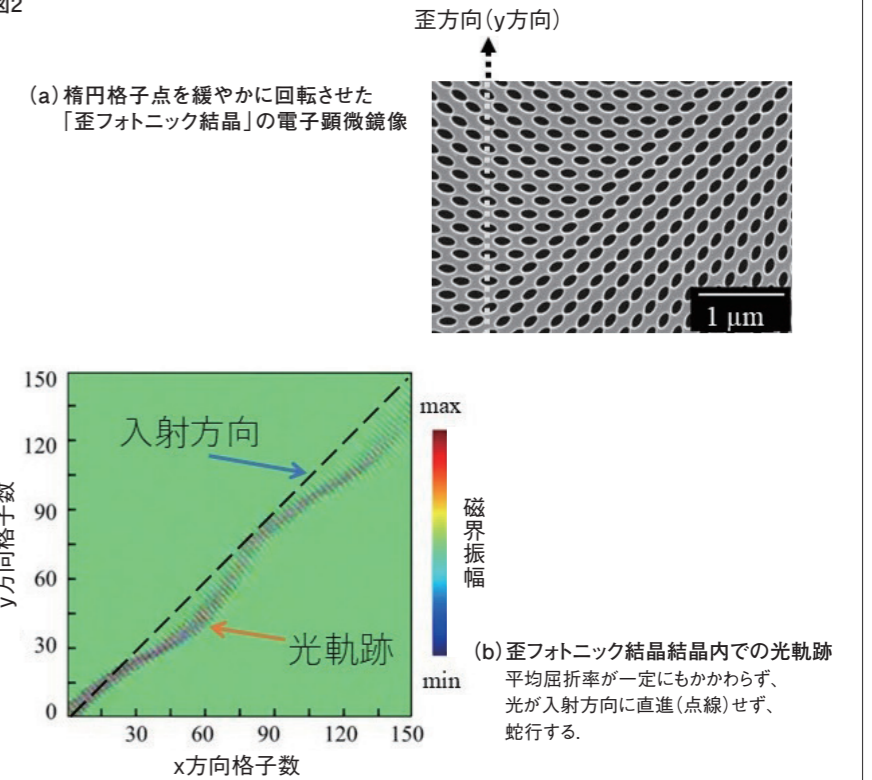 図2
歪方向(y方向)
(a)楕円格子点を緩やかに回転させた
「歪フォトニック結晶」の電子顕微鏡像
1 μm
150
120
90
60
30
0
y方向格子数
入射方向
光軌跡
30 60 90 120 150
x方向格子数
max
磁界振幅
min
(b)歪フォトニック結晶結晶内での光軌跡
平均屈折率が一定にもかかわらず、
光が入射方向に直進(点線)せず、
蛇行する.